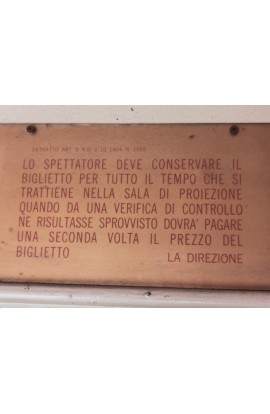 LO SPETTATORE DEVE CONSERVARE IL
BIGLIETTO PER TUTTO IL TEMPO CHE SI
TRATTIENE NELLA SALA DI PROIEZIONE
QUANDO DA UNA VERIFICA DI CONTROLLO
NE RISULTASSE SPROVVISTO DOVRA' PAGARE
UNA SECONDA VOLTA IL PREZZO DEL
BIGLIETTO
LA DIREZIONE